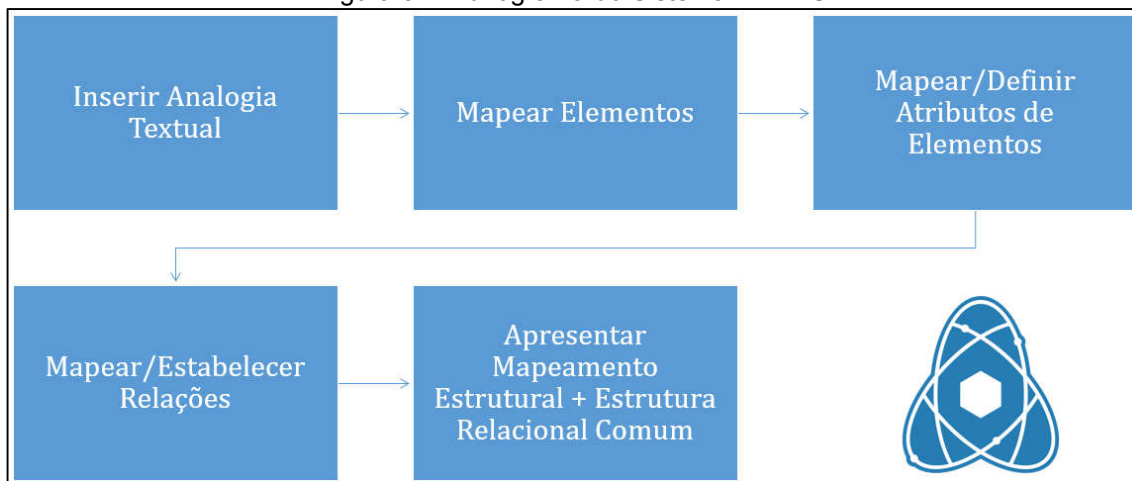 Inserir Analogia
Textual
Mapear Elementos
Mapear/Definir
Atributos de
Elementos
Mapear/Estabelecer
Relações
Apresentar
Mapeamento
Estrutural + Estrutura
Relacional Comum